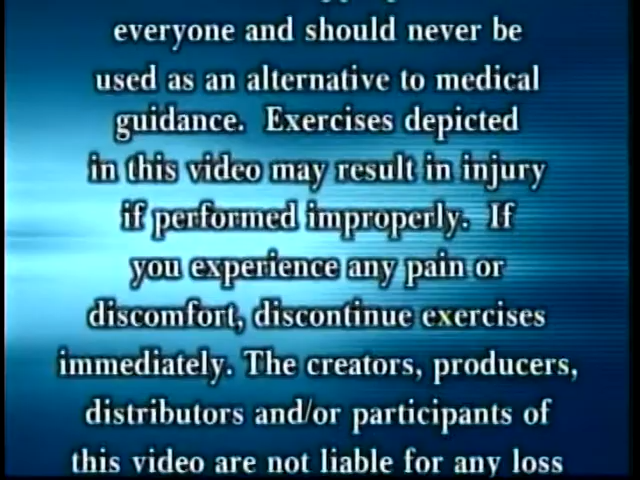 everyone and should never be
used as an alternative to medical
guidance. Exercises depicted
in this video may result in injury
if performed improperly. If
you experience any pain or
discomfort, discontinue exercises
immediately. The creators, producers,
distributors and/or participants of
this video are not liable for any loss